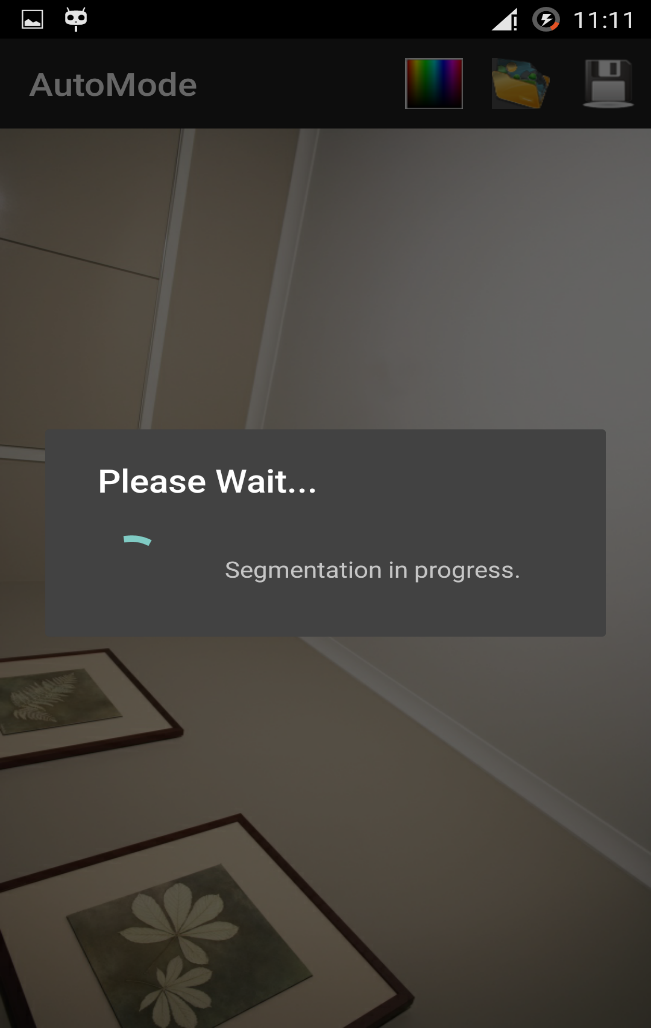 11:11
AutoMode
Please Wait...
Segmentation in progress.